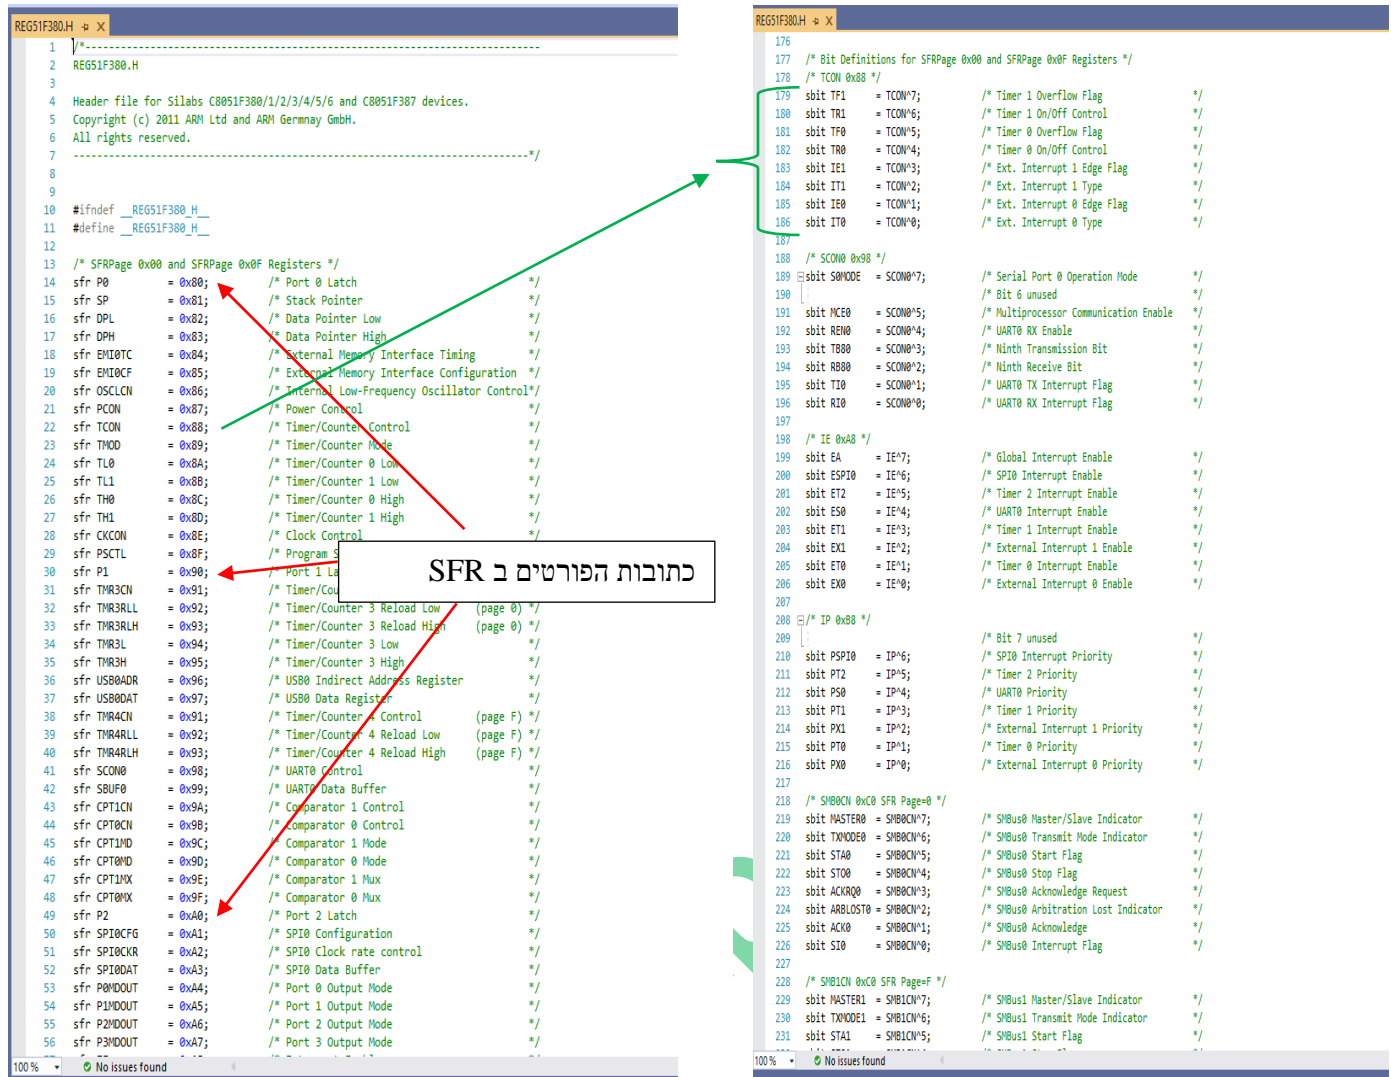 REG51F380.H
1 /*-----------------------------------------------------------------------------
2 REG51F380.H
3
4 Header file for Silabs C8051F380/1/2/3/4/5/6 and C8051F387 devices.
5 Copyright (c) 2011 ARM Ltd and ARM Germnay GmbH.
6 All rights reserved.
7 -----------------------------------------------------------------------------*/
8
9
10 #ifndef __REG51F380_H__
11 #define __REG51F380_H__
12
13 /* SFRPage 0x00 and SFRPage 0x0F Registers */
14 sfr P0 = 0x80; /* Port 0 Latch */
15 sfr SP = 0x81; /* Stack Pointer */
16 sfr DPL = 0x82; /* Data Pointer Low */
17 sfr DPH = 0x83; /* Data Pointer High */
18 sfr EMI0TC = 0x84; /* External Memory Interface Timing */
19 sfr EMI0CF = 0x85; /* External Memory Interface Configuration */
20 sfr OSCLCN = 0x86; /* Internal Low-Frequency Oscillator Control*/
21 sfr PCON = 0x87; /* Power Control */
22 sfr TCON = 0x88; /* Timer/Counter Control */
23 sfr TMOD = 0x89; /* Timer/Counter Mode */
24 sfr TL0 = 0x8A; /* Timer/Counter 0 Low */
25 sfr TL1 = 0x8B; /* Timer/Counter 1 Low */
26 sfr TH0 = 0x8C; /* Timer/Counter 0 High */
27 sfr TH1 = 0x8D; /* Timer/Counter 1 High */
28 sfr CKCON = 0x8E; /* Clock Control */
29 sfr PSCTL = 0x8F; /* Program
30 sfr P1 = 0x90; /* Port 1
31 sfr TMR3CN = 0x91;
32 sfr TMR3RLL = 0x92; /* Timer/Counter 3 Reload Low (page 0) */
33 sfr TMR3RLH = 0x93; /* Timer/Counter 3 Reload High (page 0) */
34 sfr TMR3L = 0x94; /* Timer/Counter 3 Low */
35 sfr TMR3H = 0x95; /* Timer/Counter 3 High */
36 sfr USB0ADR = 0x96; /* USB0 Indirect Address Register */
37 sfr USB0DAT = 0x97; /* USB0 Data Register */
38 sfr TMR4CN = 0x91; /* Timer/Counter 4 Control (page F) */
39 sfr TMR4RLL = 0x92; /* Timer/Counter 4 Reload Low (page F) */
40 sfr TMR4RLH = 0x93; /* Timer/Counter 4 Reload High (page F) */
41 sfr SCON0 = 0x98; /* UART0 Control */
42 sfr SBUF0 = 0x99; /* UART0 Data Buffer */
43 sfr CPT1CN = 0x9A; /* Comparator 1 Control */
44 sfr CPT0CN = 0x9B; /* Comparator 0 Control */
45 sfr CPT1MD = 0x9C; /* Comparator 1 Mode */
46 sfr CPT0MD = 0x9D; /* Comparator 0 Mode */
47 sfr CPT1MX = 0x9E; /* Comparator 1 Mux */
48 sfr CPT0MX = 0x9F; /* Comparator 0 Mux */
49 sfr P2 = 0xA0; /* Port 2 Latch */
50 sfr SPI0CFG = 0xA1; /* SPI0 Configuration */
51 sfr SPI0CKR = 0xA2; /* SPI0 Clock rate control */
52 sfr SPI0DAT = 0xA3; /* SPI0 Data Buffer */
53 sfr P0MDOUT = 0xA4; /* Port 0 Output Mode */
54 sfr P1MDOUT = 0xA5; /* Port 1 Output Mode */
55 sfr P2MDOUT = 0xA6; /* Port 2 Output Mode */
56 sfr P3MDOUT = 0xA7; /* Port 3 Output Mode */
100 % No issues found
כתובות הפורטים ב SFR
REG51F380.H
176
177 /* Bit Definitions for SFRPage 0x00 and SFRPage 0x0F Registers */
178 /* TCON 0x88 */
179 sbit TF1 = TCON^7; /* Timer 1 Overflow Flag */
180 sbit TR1 = TCON^6; /* Timer 1 On/Off Control */
181 sbit TF0 = TCON^5; /* Timer 0 Overflow Flag */
182 sbit TR0 = TCON^4; /* Timer 0 On/Off Control */
183 sbit IE1 = TCON^3; /* Ext. Interrupt 1 Edge Flag */
184 sbit IT1 = TCON^2; /* Ext. Interrupt 1 Type */
185 sbit IE0 = TCON^1; /* Ext. Interrupt 0 Edge Flag */
186 sbit IT0 = TCON^0; /* Ext. Interrupt 0 Type */
187
188 /* SCON0 0x98 */
189 sbit S0MODE = SCON0^7; /* Serial Port 0 Operation Mode */
190 /* Bit 6 unused */
191 sbit MCE0 = SCON0^5; /* Multiprocessor Communication Enable */
192 sbit REN0 = SCON0^4; /* UART0 RX Enable */
193 sbit TB80 = SCON0^3; /* Ninth Transmission Bit */
194 sbit RB80 = SCON0^2; /* Ninth Receive Bit */
195 sbit TI0 = SCON0^1; /* UART0 TX Interrupt Flag */
196 sbit RI0 = SCON0^0; /* UART0 RX Interrupt Flag */
197
198 /* IE 0xA8 */
199 sbit EA = IE^7; /* Global Interrupt Enable */
200 sbit ESPI0 = IE^6; /* SPI0 Interrupt Enable */
201 sbit ET2 = IE^5; /* Timer 2 Interrupt Enable */
202 sbit ES0 = IE^4; /* UART0 Interrupt Enable */
203 sbit ET1 = IE^3; /* Timer 1 Interrupt Enable */
204 sbit EX1 = IE^2; /* External Interrupt 1 Enable */
205 sbit ET0 = IE^1; /* Timer 0 Interrupt Enable */
206 sbit EX0 = IE^0; /* External Interrupt 0 Enable */
207
208 /* IP 0xB8 */
209 /* Bit 7 unused */
210 sbit PSPI0 = IP^6; /* SPI0 Interrupt Priority */
211 sbit PT2 = IP^5; /* Timer 2 Priority */
212 sbit PS0 = IP^4; /* UART0 Priority */
213 sbit PT1 = IP^3; /* Timer 1 Priority */
214 sbit PX1 = IP^2; /* External Interrupt 1 Priority */
215 sbit PT0 = IP^1; /* Timer 0 Priority */
216 sbit PX0 = IP^0; /* External Interrupt 0 Priority */
217
218 /* SMB0CN 0xC0 SFR Page=0 */
219 sbit MASTER0 = SMB0CN^7; /* SMBus0 Master/Slave Indicator */
220 sbit TXMODE0 = SMB0CN^6; /* SMBus0 Transmit Mode Indicator */
221 sbit STA0 = SMB0CN^5; /* SMBus0 Start Flag */
222 sbit STO0 = SMB0CN^4; /* SMBus0 Stop Flag */
223 sbit ACKRQ0 = SMB0CN^3; /* SMBus0 Acknowledge Request */
224 sbit ARBLOST0 = SMB0CN^2; /* SMBus0 Arbitration Lost Indicator */
225 sbit ACK0 = SMB0CN^1; /* SMBus0 Acknowledge */
226 sbit SI0 = SMB0CN^0; /* SMBus0 Interrupt Flag */
227
228 /* SMB1CN 0xC0 SFR Page=F */
229 sbit MASTER1 = SMB1CN^7; /* SMBus1 Master/Slave Indicator */
230 sbit TXMODE1 = SMB1CN^6; /* SMBus1 Transmit Mode Indicator */
231 sbit STA1 = SMB1CN^5; /* SMBus1 Start Flag */
100 % No issues found